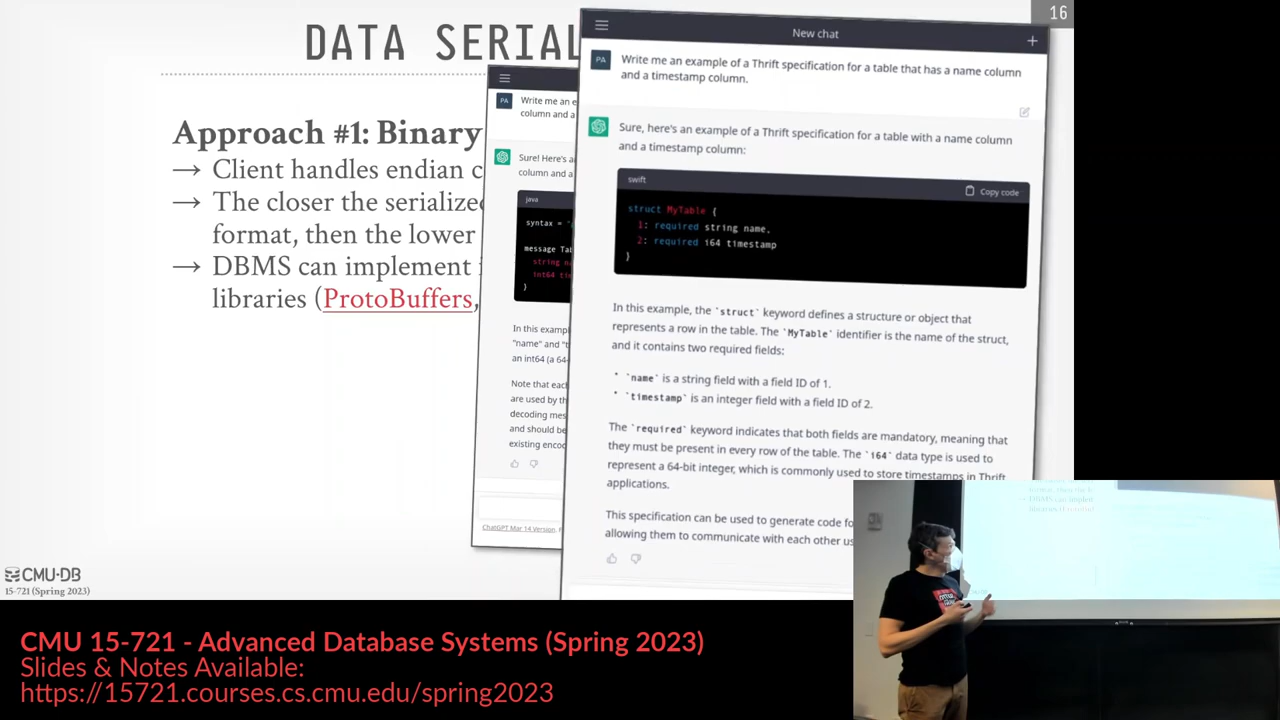 16
DATA SERIAL
Approach #1: Binary
→ Client handles endian c
→ The closer the serialized
format, then the lower
→ DBMS can implement i
libraries (ProtoBuffers,
Write me an e
column and a
Sure! Here's a
column and a
java
syntax = '
message Tab
string na
int64 tim
}
In this examp
"name" and "t
an int64 (a 64-
Note that each
are used by th
decoding mes
and should be
existing encod
ChatGPT Mar 14 Version.
New chat
PA
Write me an example of a Thrift specification for a table that has a name column
and a timestamp column.
Sure, here's an example of a Thrift specification for a table with a name column
and a timestamp column:
swift
Copy code
struct MyTable {
1: required string name,
2: required i64 timestamp
}
In this example, the `struct` keyword defines a structure or object that
represents a row in the table. The `MyTable` identifier is the name of the struct,
and it contains two required fields:
• `name` is a string field with a field ID of 1.
• `timestamp` is an integer field with a field ID of 2.
The `required` keyword indicates that both fields are mandatory, meaning that
they must be present in every row of the table. The `i64` data type is used to
represent a 64-bit integer, which is commonly used to store timestamps in Thrift
applications.
This specification can be used to generate code fo
allowing them to communicate with each other us
CMU·DB
15-721 (Spring 2023)
CMU 15-721 - Advanced Database Systems (Spring 2023)
Slides & Notes Available:
https://15721.courses.cs.cmu.edu/spring2023